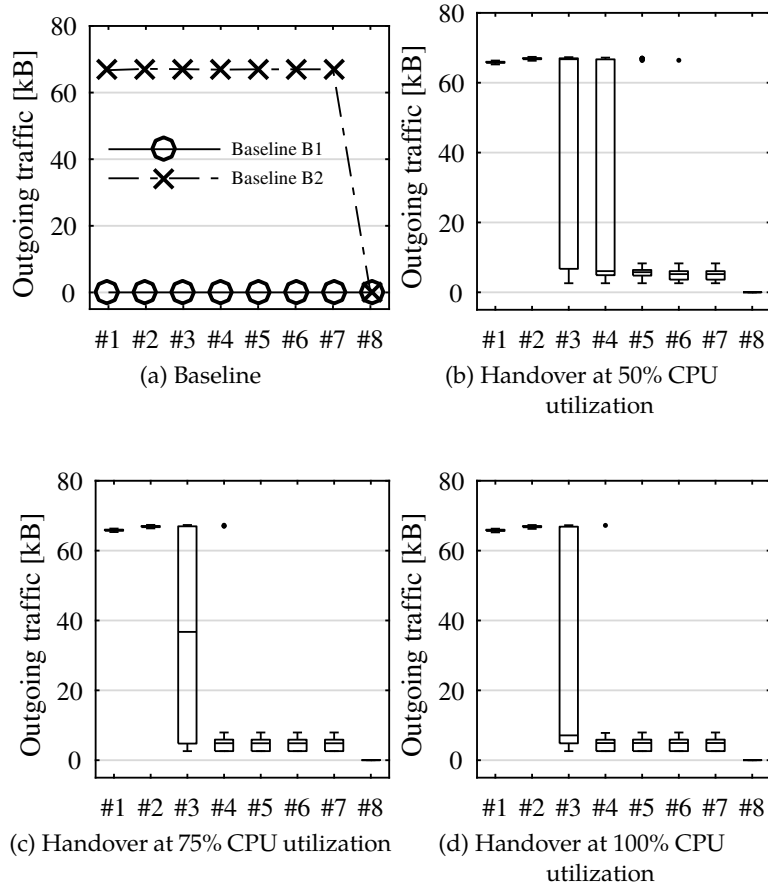 80
60
40
20
0
Outgoing traffic [kB]
Baseline B1
Baseline B2
#1 #2 #3 #4 #5 #6 #7 #8
(a) Baseline
80
60
40
20
0
Outgoing traffic [kB]
#1 #2 #3 #4 #5 #6 #7 #8
(b) Handover at 50% CPU
utilization
80
60
40
20
0
Outgoing traffic [kB]
#1 #2 #3 #4 #5 #6 #7 #8
(c) Handover at 75% CPU utilization
80
60
40
20
0
Outgoing traffic [kB]
#1 #2 #3 #4 #5 #6 #7 #8
(d) Handover at 100% CPU
utilization